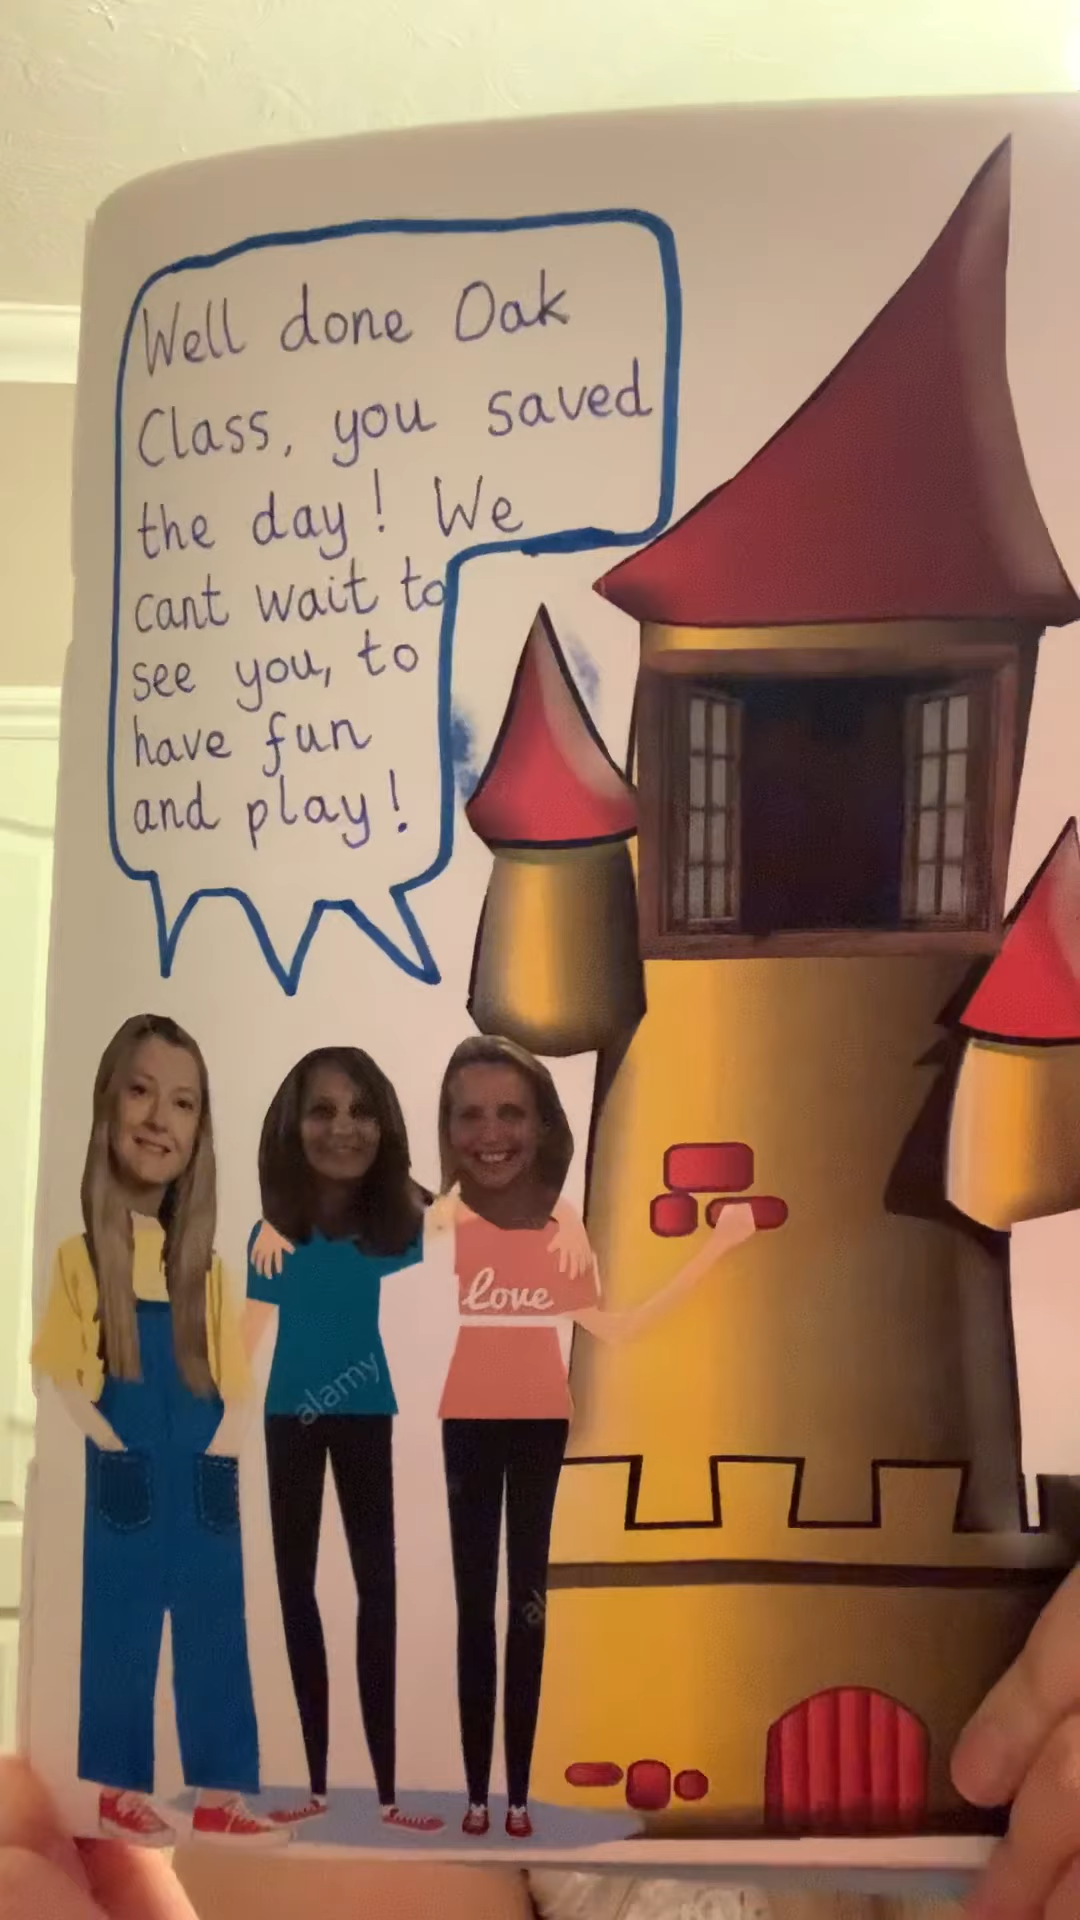 Well done Oak
Class, you saved
the day! We
cant wait to
see you, to
have fun
and play!
love
alamy
al